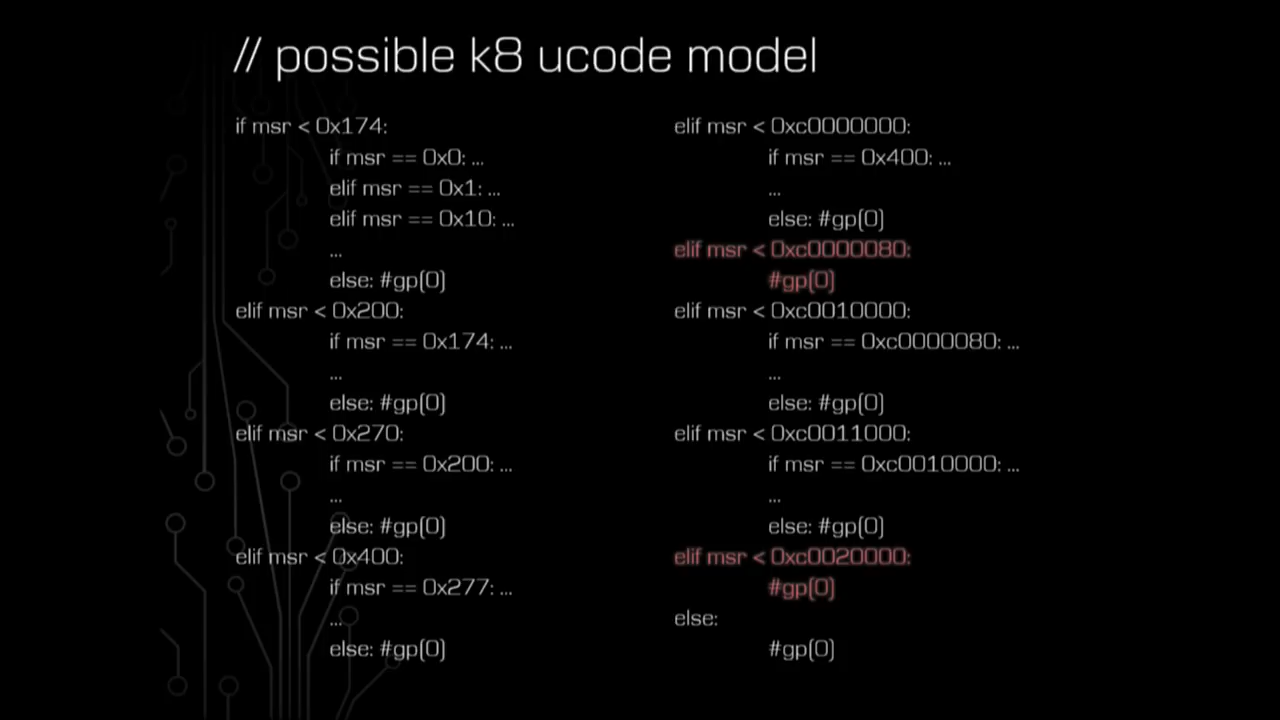 // possible k8 ucode model
if msr < 0x174:
if msr == 0x0: ...
elif msr == 0x1: ...
elif msr == 0x10: ...
...
else: #gp(0)
elif msr < 0x200:
if msr == 0x174: ...
...
else: #gp(0)
elif msr < 0x270:
if msr == 0x200: ...
...
else: #gp(0)
elif msr < 0x400:
if msr == 0x277: ...
...
else: #gp(0)
elif msr < 0xc0000000:
if msr == 0x400: ...
...
else: #gp(0)
elif msr < 0xc0000080:
#gp(0)
elif msr < 0xc0010000:
if msr == 0xc0000080: ...
...
else: #gp(0)
elif msr < 0xc0011000:
if msr == 0xc0010000: ...
...
else: #gp(0)
elif msr < 0xc0020000:
#gp(0)
else:
#gp(0)